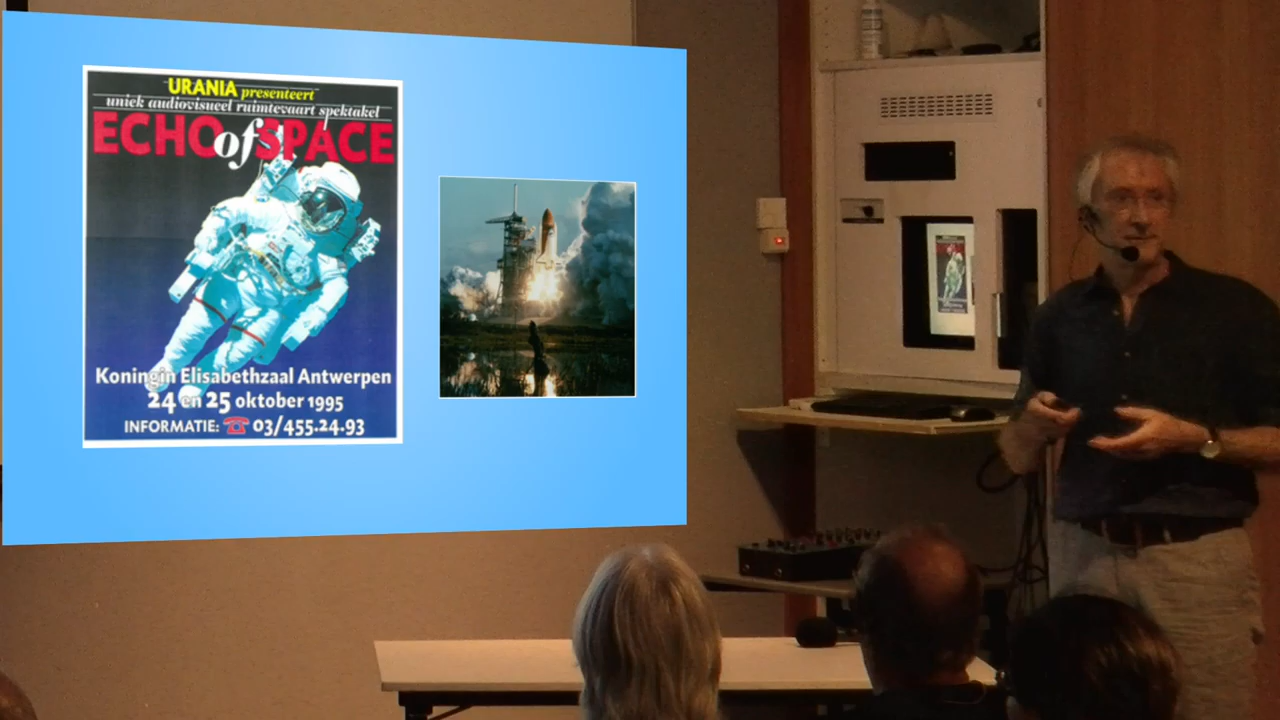 URANIA presenteert
uniek audiovisueel ruimtevaart spektakel
ECHO of SPACE
Koningin Elisabethzaal Antwerpen
24 en 25 oktober 1995
INFORMATIE: ☎ 03/455.24.93